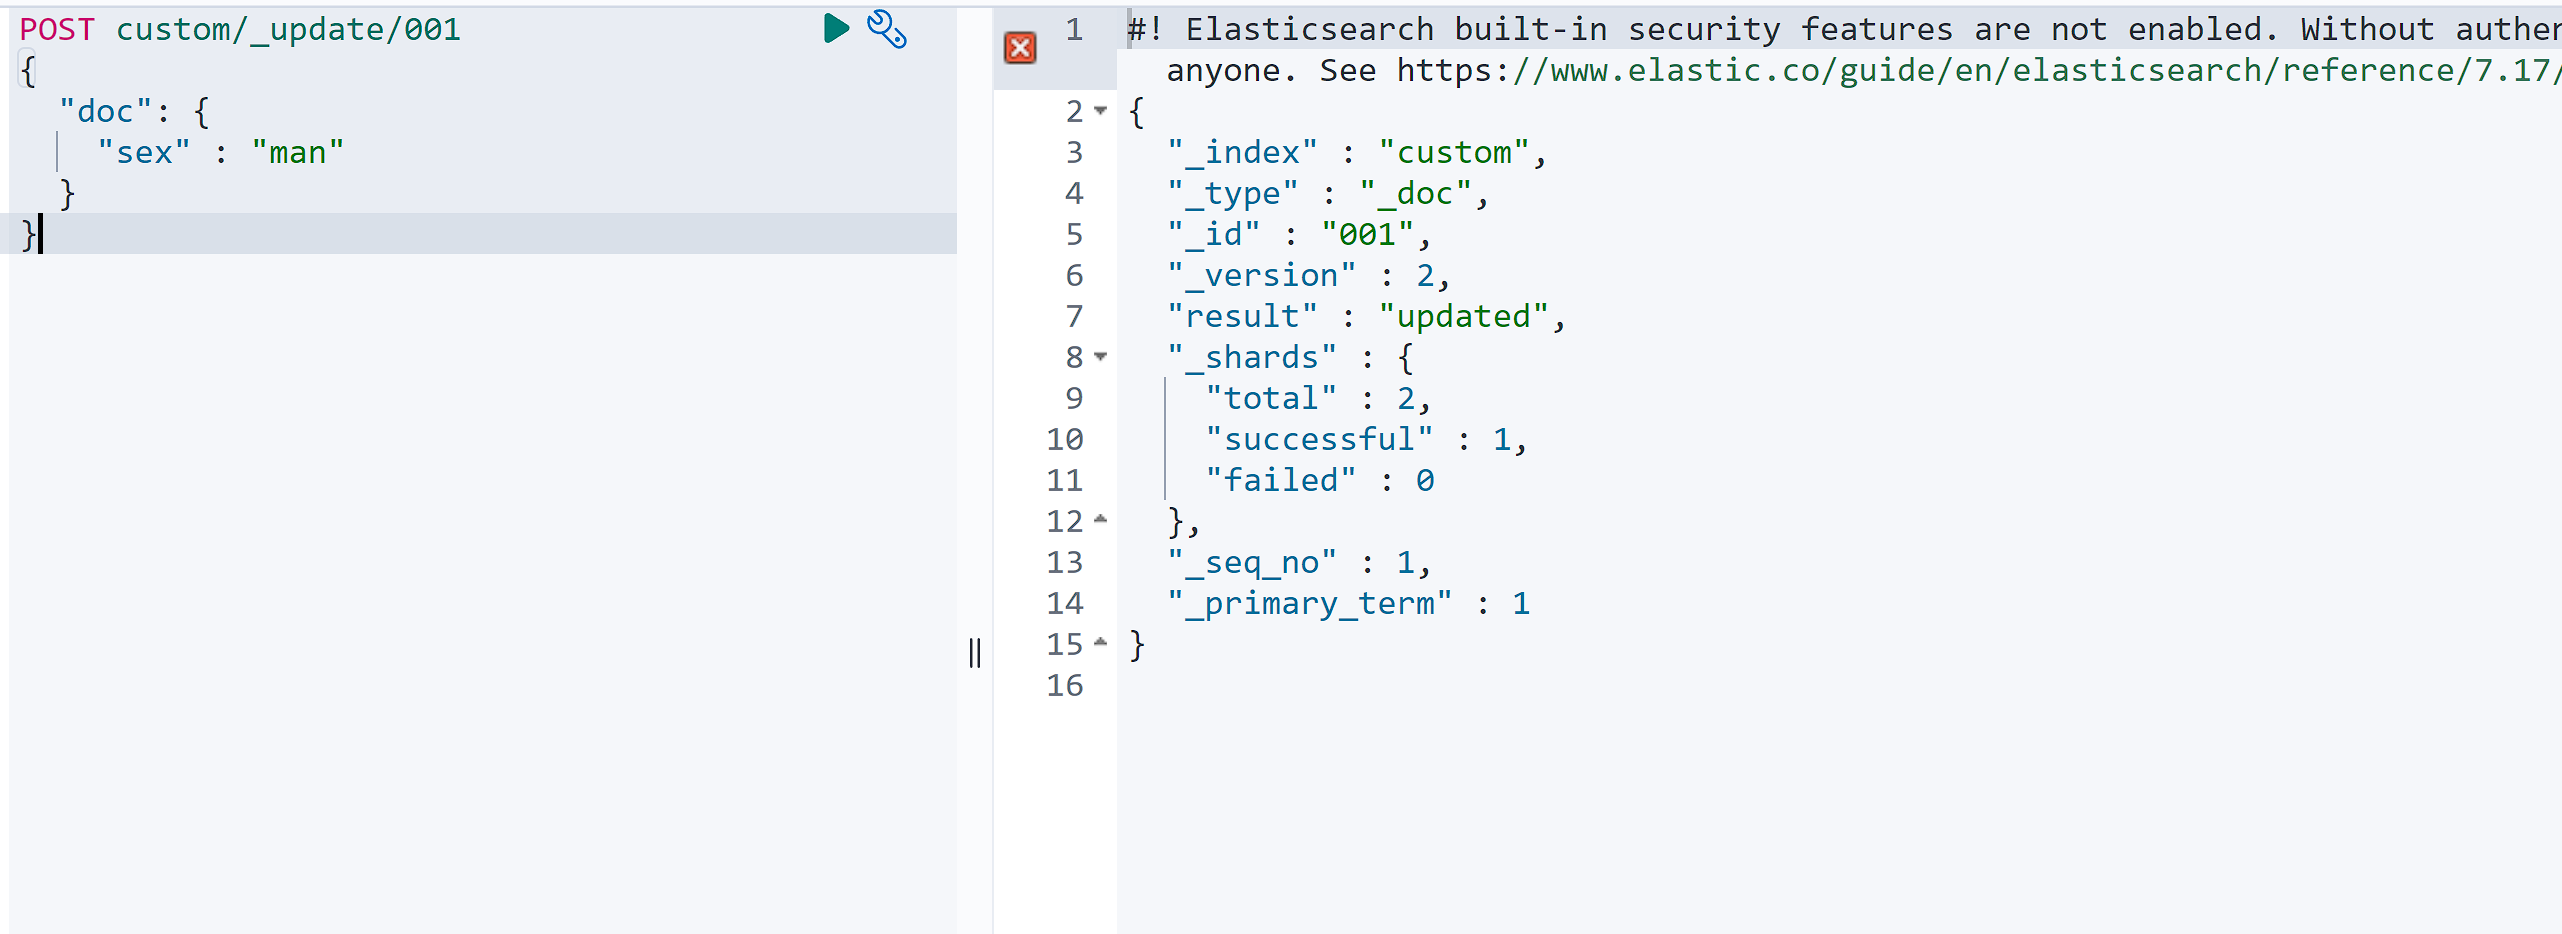 POST custom/_update/001
{
  "doc": {
    "sex" : "man"
  }
}
1 #! Elasticsearch built-in security features are not enabled. Without
anyone. See https://www.elastic.co/guide/en/elasticsearch/reference/7.17/
2 {
3   "_index" : "custom",
4   "_type" : "_doc",
5   "_id" : "001",
6   "_version" : 2,
7   "result" : "updated",
8   "_shards" : {
9     "total" : 2,
10     "successful" : 1,
11     "failed" : 0
12   },
13   "_seq_no" : 1,
14   "_primary_term" : 1
15 }
16